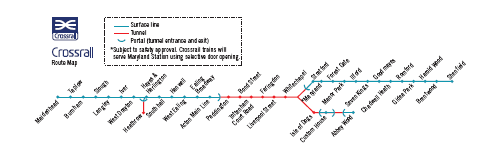 Crossrail
Crossrail
Route Map
Surface line
Tunnel
Portal (tunnel entrance and exit)
*Subject to safety approval. Crossrail trains will
serve Maryland Station using selective door opening.
Maidenhead
Taplow
Burnham
Slough
Langley
Iver
West Drayton
Hayes &
Harlington
Heathrow
Southall
Hanwell
West Ealing
Ealing
Broadway
Acton Main Line
Paddington
Bond Street
Tottenham
Court Road
Farringdon
Liverpool Street
Whitechapel
Stratford
Maryland
Forest Gate
Manor Park
Ilford
Seven Kings
Goodmayes
Chadwell Heath
Romford
Gidea Park
Harold Wood
Brentwood
Shenfield
Isle of Dogs
Custom House
Abbey Wood